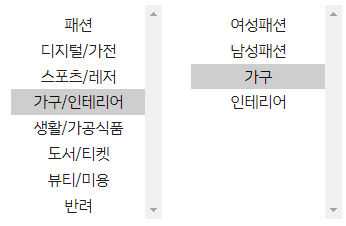 패션
디지털/가전
스포츠/레저
가구/인테리어
생활/가공식품
도서/티켓
뷰티/미용
반려
여성패션
남성패션
가구
인테리어